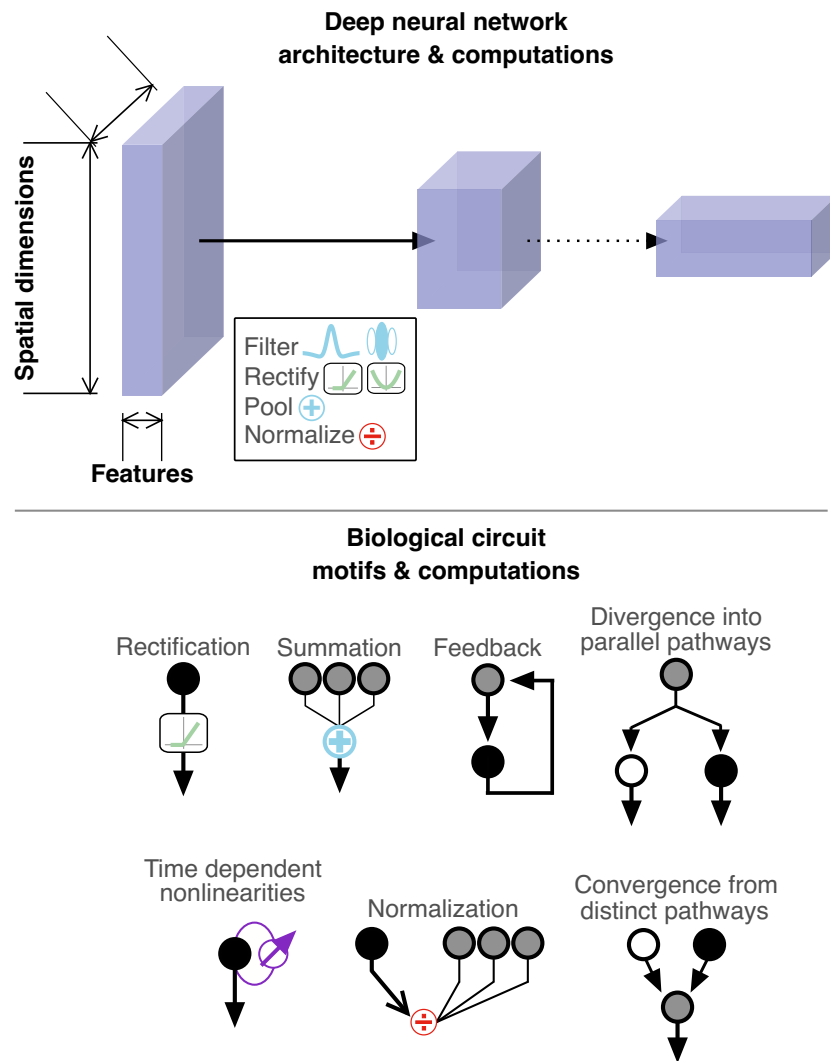 Deep neural network
architecture & computations
Spatial dimensions
Features
Filter
Rectify
Pool
Normalize
Biological circuit
motifs & computations
Rectification
Summation
Feedback
Divergence into
parallel pathways
Time dependent
nonlinearities
Normalization
Convergence from
distinct pathways